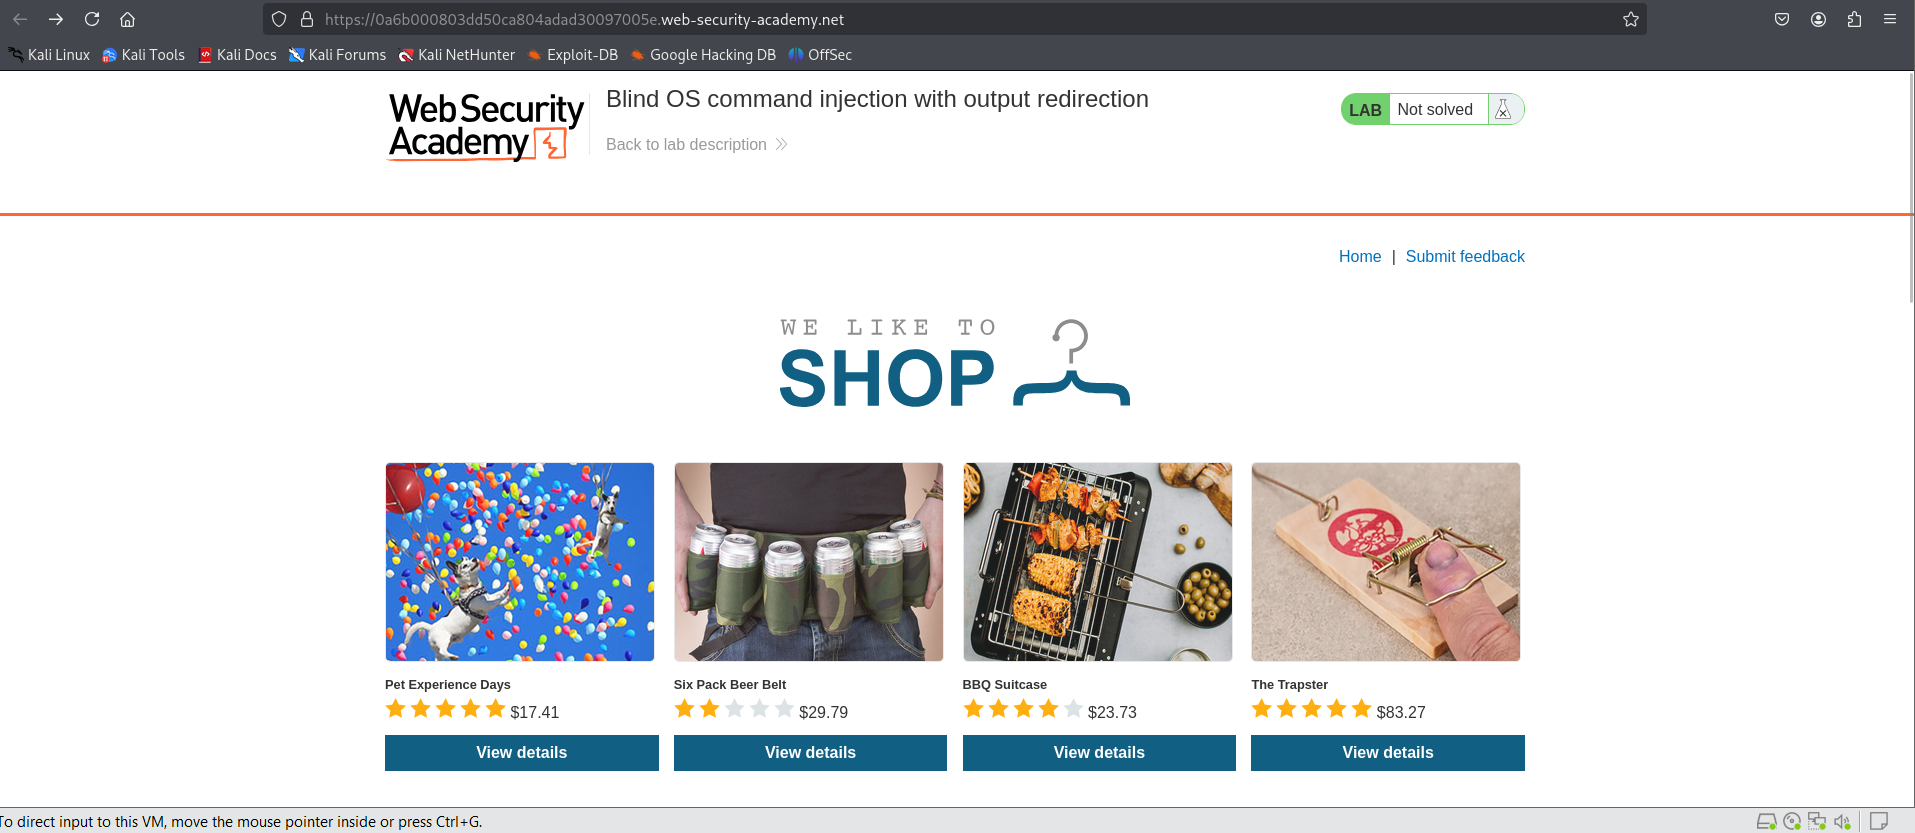 https://0a6b000803dd50ca804adad30097005e.web-security-academy.net
Kali Linux Kali Tools Kali Docs Kali Forums Kali NetHunter Exploit-DB Google Hacking DB OffSec
Web Security
Academy
Blind OS command injection with output redirection
Back to lab description
LAB Not solved
Home | Submit feedback
WE LIKE TO
SHOP
Pet Experience Days
$17.41
View details
Six Pack Beer Belt
$29.79
View details
BBQ Suitcase
$23.73
View details
The Trapster
$83.27
View details
To direct input to this VM, move the mouse pointer inside or press Ctrl+G.